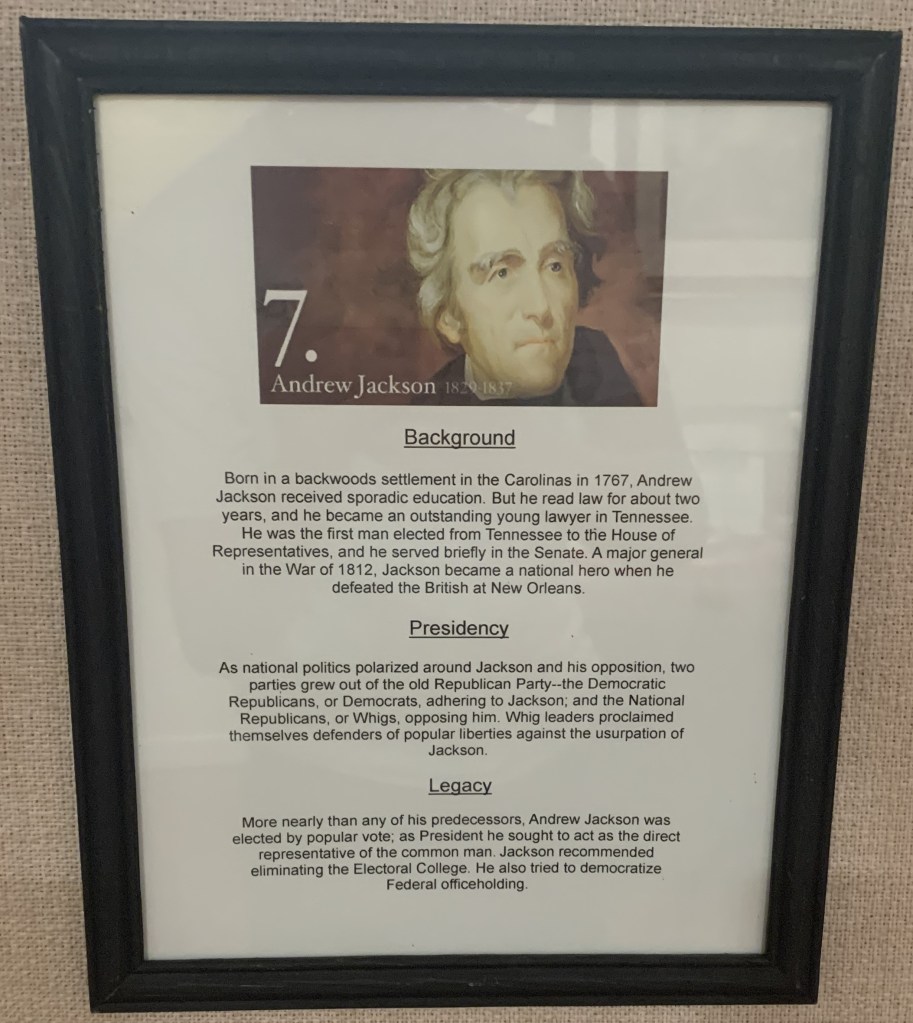 7.
Andrew Jackson 1829-1837
Background
Born in a backwoods settlement in the Carolinas in 1767, Andrew
Jackson received sporadic education. But he read law for about two
years, and he became an outstanding young lawyer in Tennessee.
He was the first man elected from Tennessee to the House of
Representatives, and he served briefly in the Senate. A major general
in the War of 1812, Jackson became a national hero when he
defeated the British at New Orleans.
Presidency
As national politics polarized around Jackson and his opposition, two
parties grew out of the old Republican Party--the Democratic
Republicans, or Democrats, adhering to Jackson; and the National
Republicans, or Whigs, opposing him. Whig leaders proclaimed
themselves defenders of popular liberties against the usurpation of
Jackson.
Legacy
More nearly than any of his predecessors, Andrew Jackson was
elected by popular vote; as President he sought to act as the direct
representative of the common man. Jackson recommended
eliminating the Electoral College. He also tried to democratize
Federal officeholding.